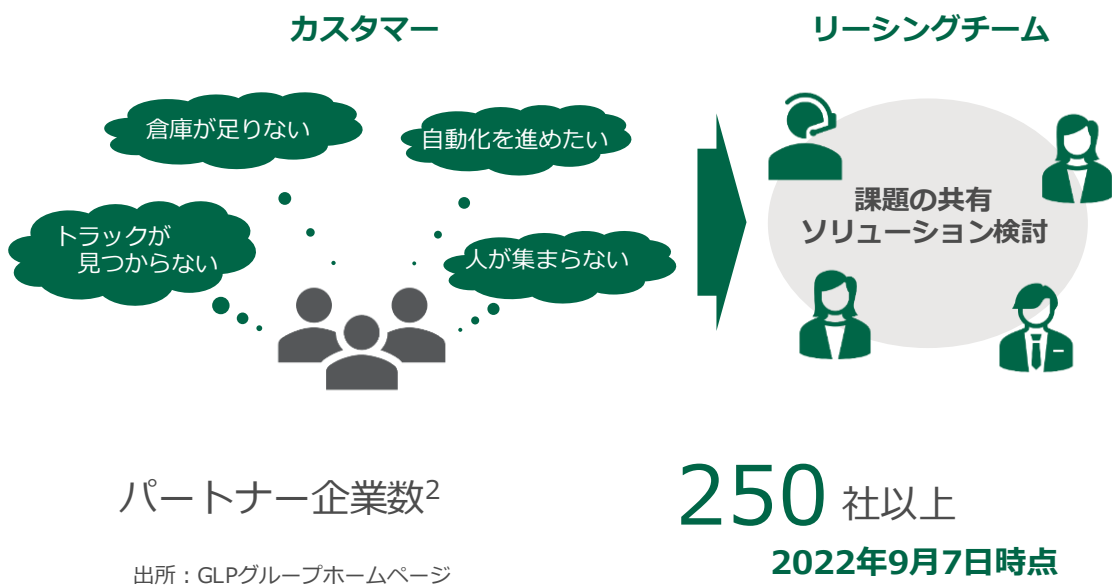 カスタマー
リーシングチーム
倉庫が足りない
自動化を進めたい
トラックが
見つからない
人が集まらない
課題の共有
ソリューション検討
パートナー企業数2
250 社以上
2022年9月7日時点
出所：GLPグループホームページ